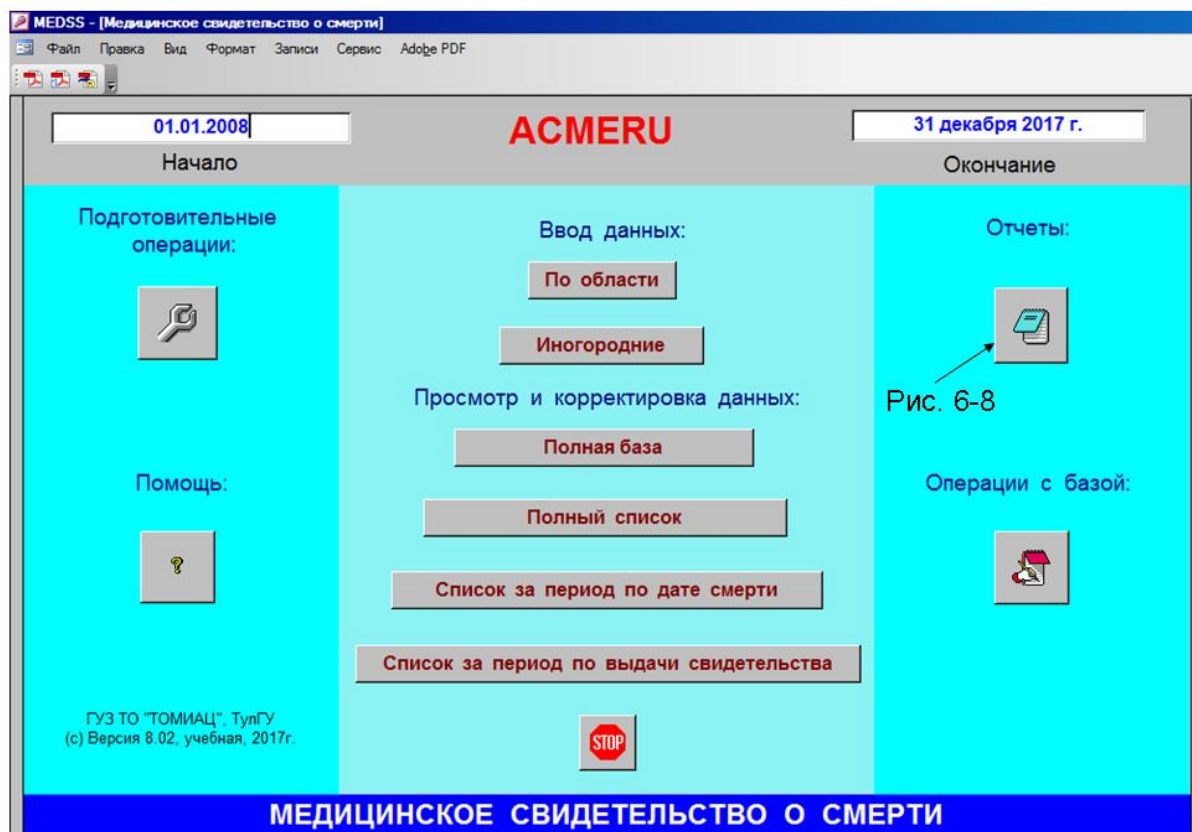 MEDSS - [Медицинское свидетельство о смерти]
Файл Правка Вид Формат Записи Сервис Adobe PDF
01.01.2008
ACMERU
31 декабря 2017 г.
Начало
Окончание
Подготовительные
операции:
Ввод данных:
Отчеты:
По области
Иногородние
Рис. 6-8
Просмотр и корректировка данных:
Полная база
Помощь:
Операции с базой:
Полный список
?
Список за период по дате смерти
Список за период по выдачи свидетельства
ГУЗ ТО "ТОМИАЦ", ТулГУ
(c) Версия 8.02, учебная, 2017г.
STOP
МЕДИЦИНСКОЕ СВИДЕТЕЛЬСТВО О СМЕРТИ